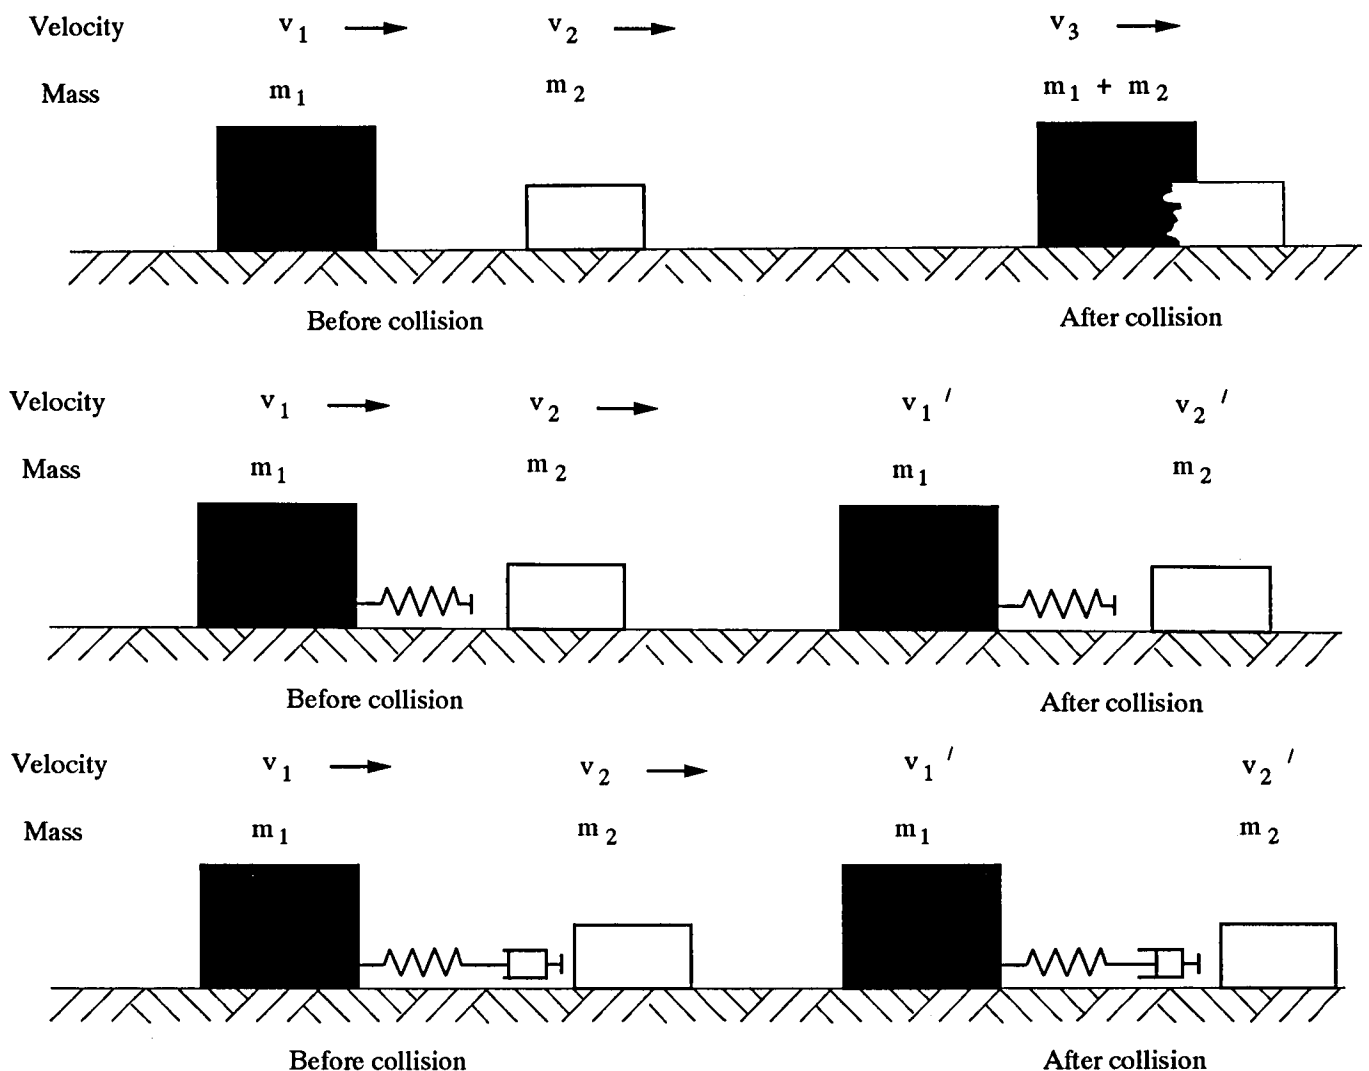 Velocity v₁ v₂ v₃
Mass m₁ m₂ m₁ + m₂
Before collision After collision
Velocity v₁ v₂ v₁′ v₂′
Mass m₁ m₂ m₁ m₂
Before collision After collision
Velocity v₁ v₂ v₁′ v₂′
Mass m₁ m₂ m₁ m₂
Before collision After collision